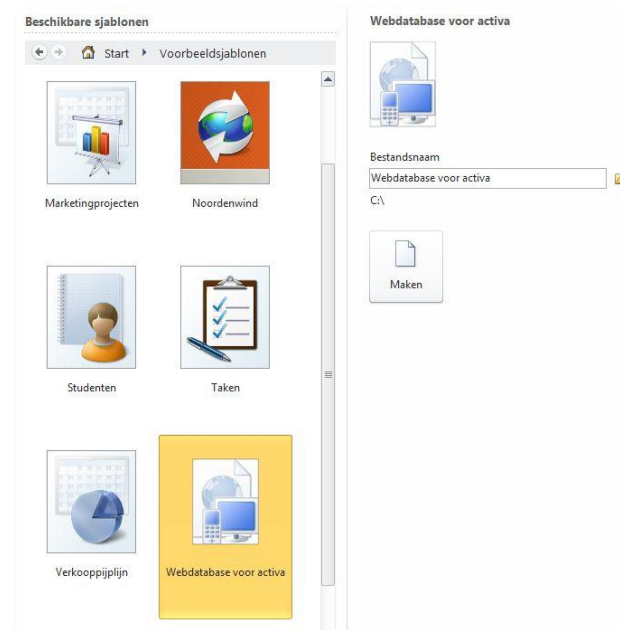 Beschikbare sjablonen
Start
Voorbeeldsjablonen
Marketingprojecten
Noordenwind
Studenten
Taken
Verkooppijplijn
Webdatabase voor activa
Webdatabase voor activa
Bestandsnaam
Webdatabase voor activa
C:\
Maken